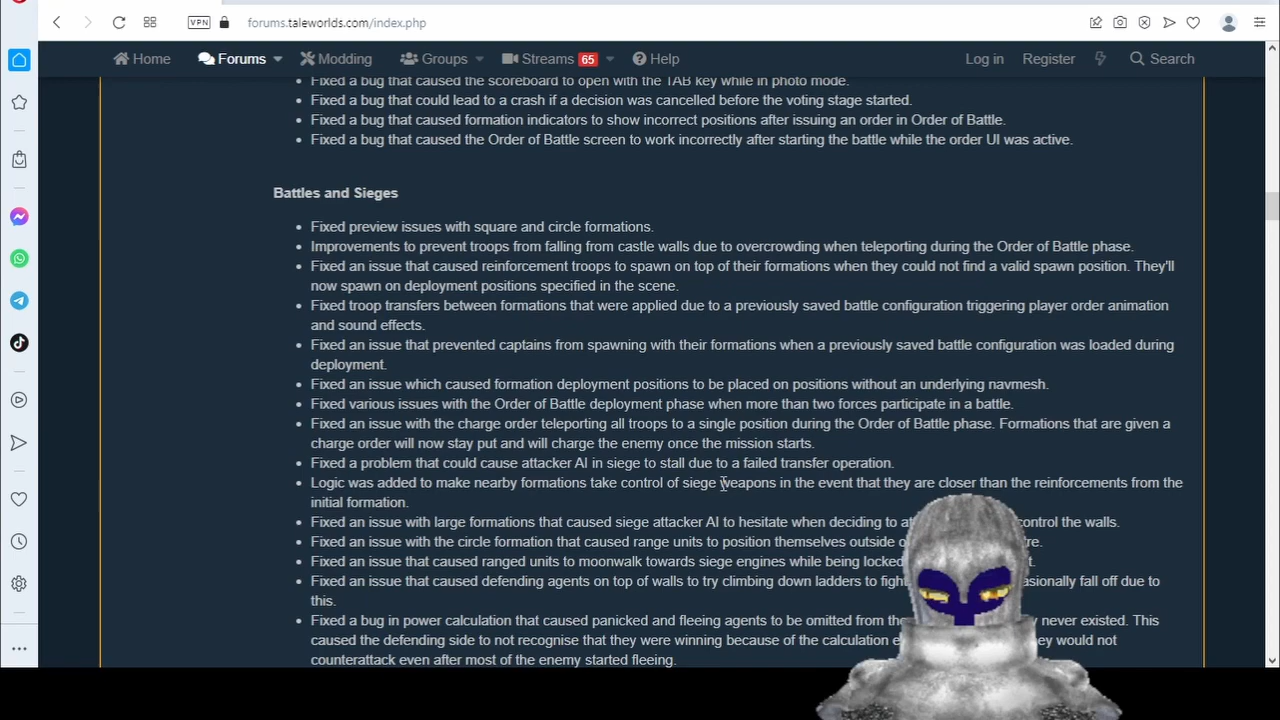 VPN forums.taleworlds.com/index.php
Home Forums Modding Groups Streams 65 Help Log in Register Search
Fixed a bug that caused the scoreboard to open with the TAB key while in photo mode.
Fixed a bug that could lead to a crash if a decision was cancelled before the voting stage started.
Fixed a bug that caused formation indicators to show incorrect positions after issuing an order in Order of Battle.
Fixed a bug that caused the Order of Battle screen to work incorrectly after starting the battle while the order UI was active.
Battles and Sieges
Fixed preview issues with square and circle formations.
Improvements to prevent troops from falling from castle walls due to overcrowding when teleporting during the Order of Battle phase.
Fixed an issue that caused reinforcement troops to spawn on top of their formations when they could not find a valid spawn position. They'll
now spawn on deployment positions specified in the scene.
Fixed troop transfers between formations that were applied due to a previously saved battle configuration triggering player order animation
and sound effects.
Fixed an issue that prevented captains from spawning with their formations when a previously saved battle configuration was loaded during
deployment.
Fixed an issue which caused formation deployment positions to be placed on positions without an underlying navmesh.
Fixed various issues with the Order of Battle deployment phase when more than two forces participate in a battle.
Fixed an issue with the charge order teleporting all troops to a single position during the Order of Battle phase. Formations that are given a
charge order will now stay put and will charge the enemy once the mission starts.
Fixed a problem that could cause attacker AI in siege to stall due to a failed transfer operation.
Logic was added to make nearby formations take control of siege weapons in the event that they are closer than the reinforcements from the
initial formation.
Fixed an issue with large formations that caused siege attacker AI to hesitate when deciding to control the walls.
Fixed an issue with the circle formation that caused range units to position themselves outside
Fixed an issue that caused ranged units to moonwalk towards siege engines while being locked
Fixed an issue that caused defending agents on top of walls to try climbing down ladders to fall off due to
this.
Fixed a bug in power calculation that caused panicked and fleeing agents to be omitted from the never existed. This
caused the defending side to not recognise that they were winning because of the calculation they would not
counterattack even after most of the enemy started fleeing.